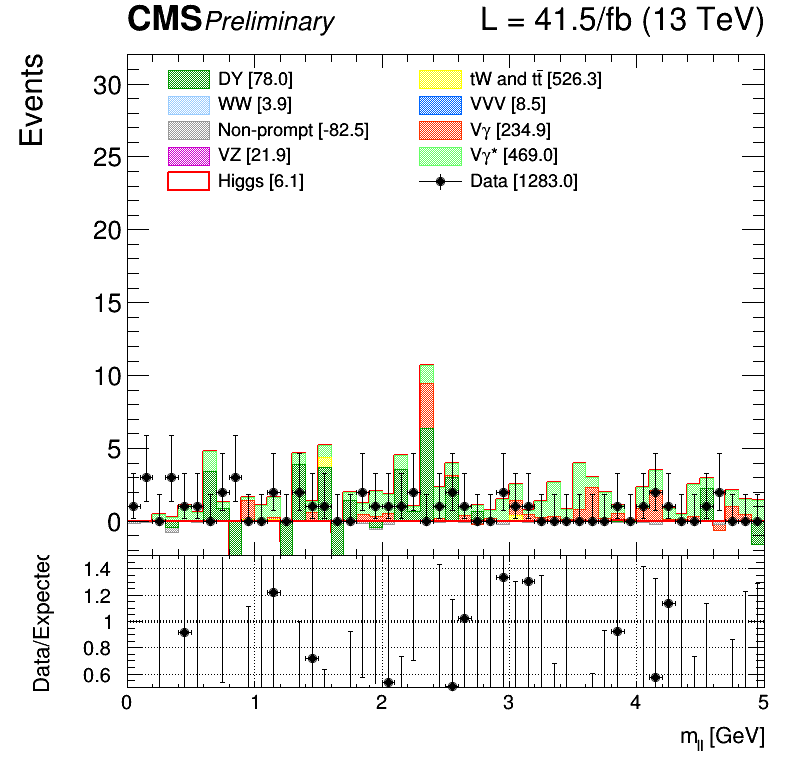 CMS Preliminary L = 41.5/fb (13 TeV)
Events
DY [78.0]
WW [3.9]
Non-prompt [-82.5]
VZ [21.9]
Higgs [6.1]
tW and tt̄ [526.3]
VVV [8.5]
Vγ [234.9]
Vγ* [469.0]
Data [1283.0]
30
25
20
15
10
5
0
Data/Expected
1.4
1.2
1
0.8
0.6
0 1 2 3 4 5
m_ll [GeV]